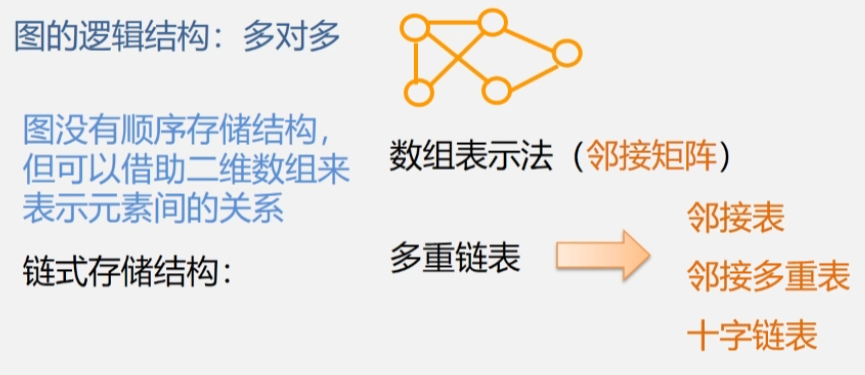 图的逻辑结构：多对多
图没有顺序存储结构，
但可以借助二维数组来
表示元素间的关系
数组表示法（邻接矩阵）
链式存储结构：
多重链表
邻接表
邻接多重表
十字链表